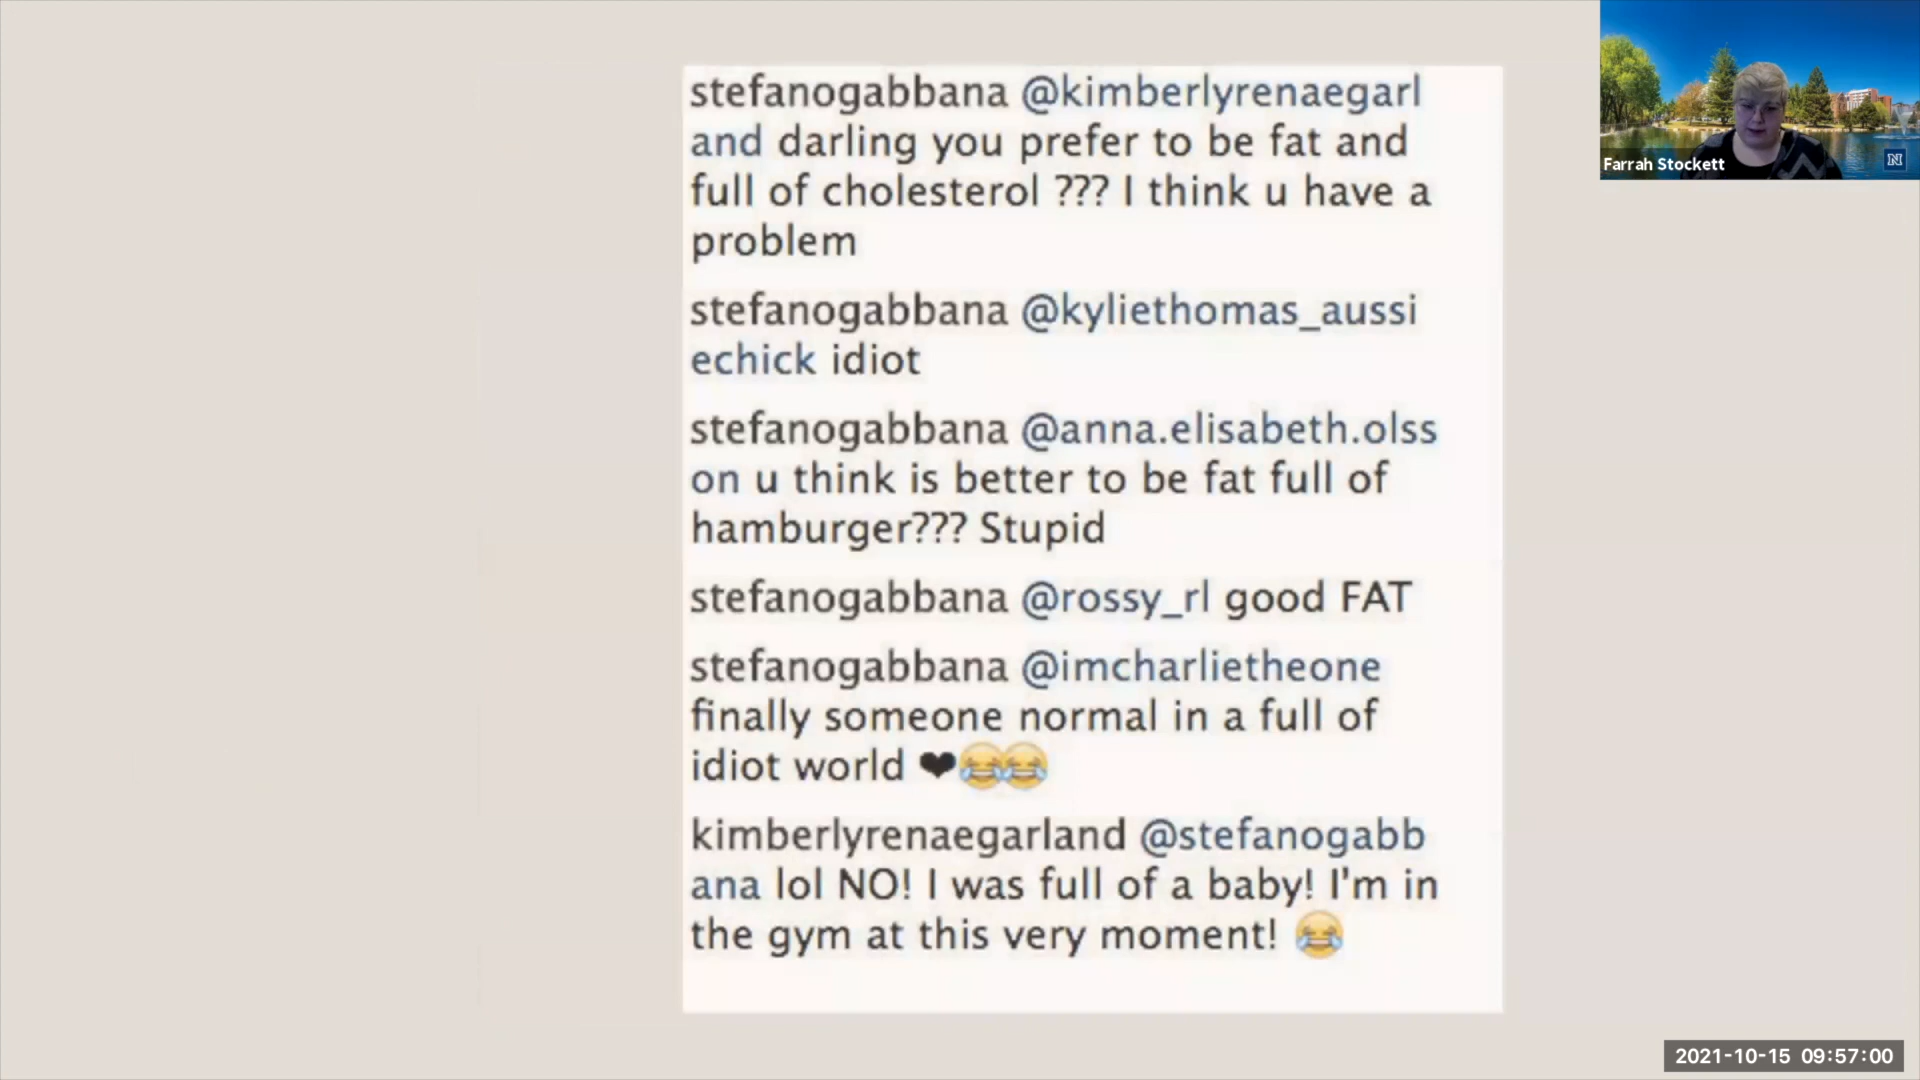 stefanogabbana @kimberlyrenaegarl
and darling you prefer to be fat and
full of cholesterol ??? I think u have a
problem
stefanogabbana @kyliethomas_aussi
echick idiot
stefanogabbana @anna.elisabeth.olss
on u think is better to be fat full of
hamburger??? Stupid
stefanogabbana @rossy_rl good FAT
stefanogabbana @imcharlietheone
finally someone normal in a full of
idiot world ❤😂😂
kimberlyrenaegarland @stefanogabb
ana lol NO! I was full of a baby! I'm in
the gym at this very moment! 😂
Farrah Stockett
N
2021-10-15 09:57:00